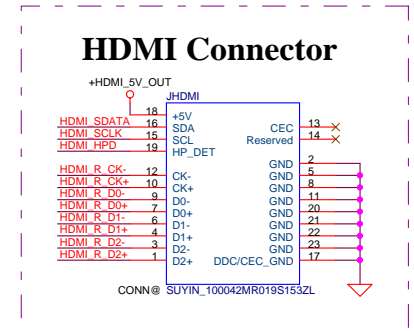 HDMI Connector
+HDMI_5V_OUT
JHDMI
18 +5V
HDMI_SDATA 16 SDA CEC 13
HDMI_SCLK 15 SCL Reserved 14
HDMI_HPD 19 HP_DET
GND 2
HDMI_R_CK- 12 CK- GND 5
HDMI_R_CK+ 10 CK+ GND 8
HDMI_R_D0- 9 D0- GND 11
HDMI_R_D0+ 7 D0+ GND 20
HDMI_R_D1- 6 D1- GND 21
HDMI_R_D1+ 4 D1+ GND 22
HDMI_R_D2- 3 D2- GND 23
HDMI_R_D2+ 1 D2+ DDC/CEC_GND 17
CONN@ SUYIN_100042MR019S153ZL